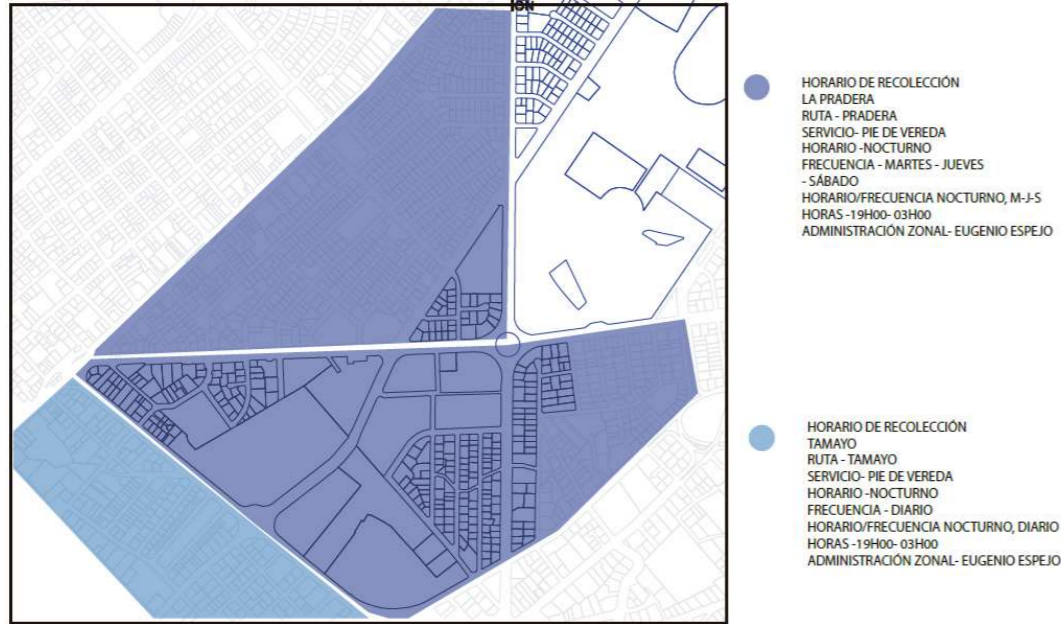 ION
HORARIO DE RECOLECCIÓN
LA PRADERA
RUTA - PRADERA
SERVICIO- PIE DE VEREDA
HORARIO -NOCTURNO
FRECUENCIA - MARTES - JUEVES
- SÁBADO
HORARIO/FRECUENCIA NOCTURNO, M-J-S
HORAS -19H00- 03H00
ADMINISTRACIÓN ZONAL- EUGENIO ESPEJO
HORARIO DE RECOLECCIÓN
TAMAYO
RUTA - TAMAYO
SERVICIO- PIE DE VEREDA
HORARIO -NOCTURNO
FRECUENCIA - DIARIO
HORARIO/FRECUENCIA NOCTURNO, DIARIO
HORAS -19H00- 03H00
ADMINISTRACIÓN ZONAL- EUGENIO ESPEJO